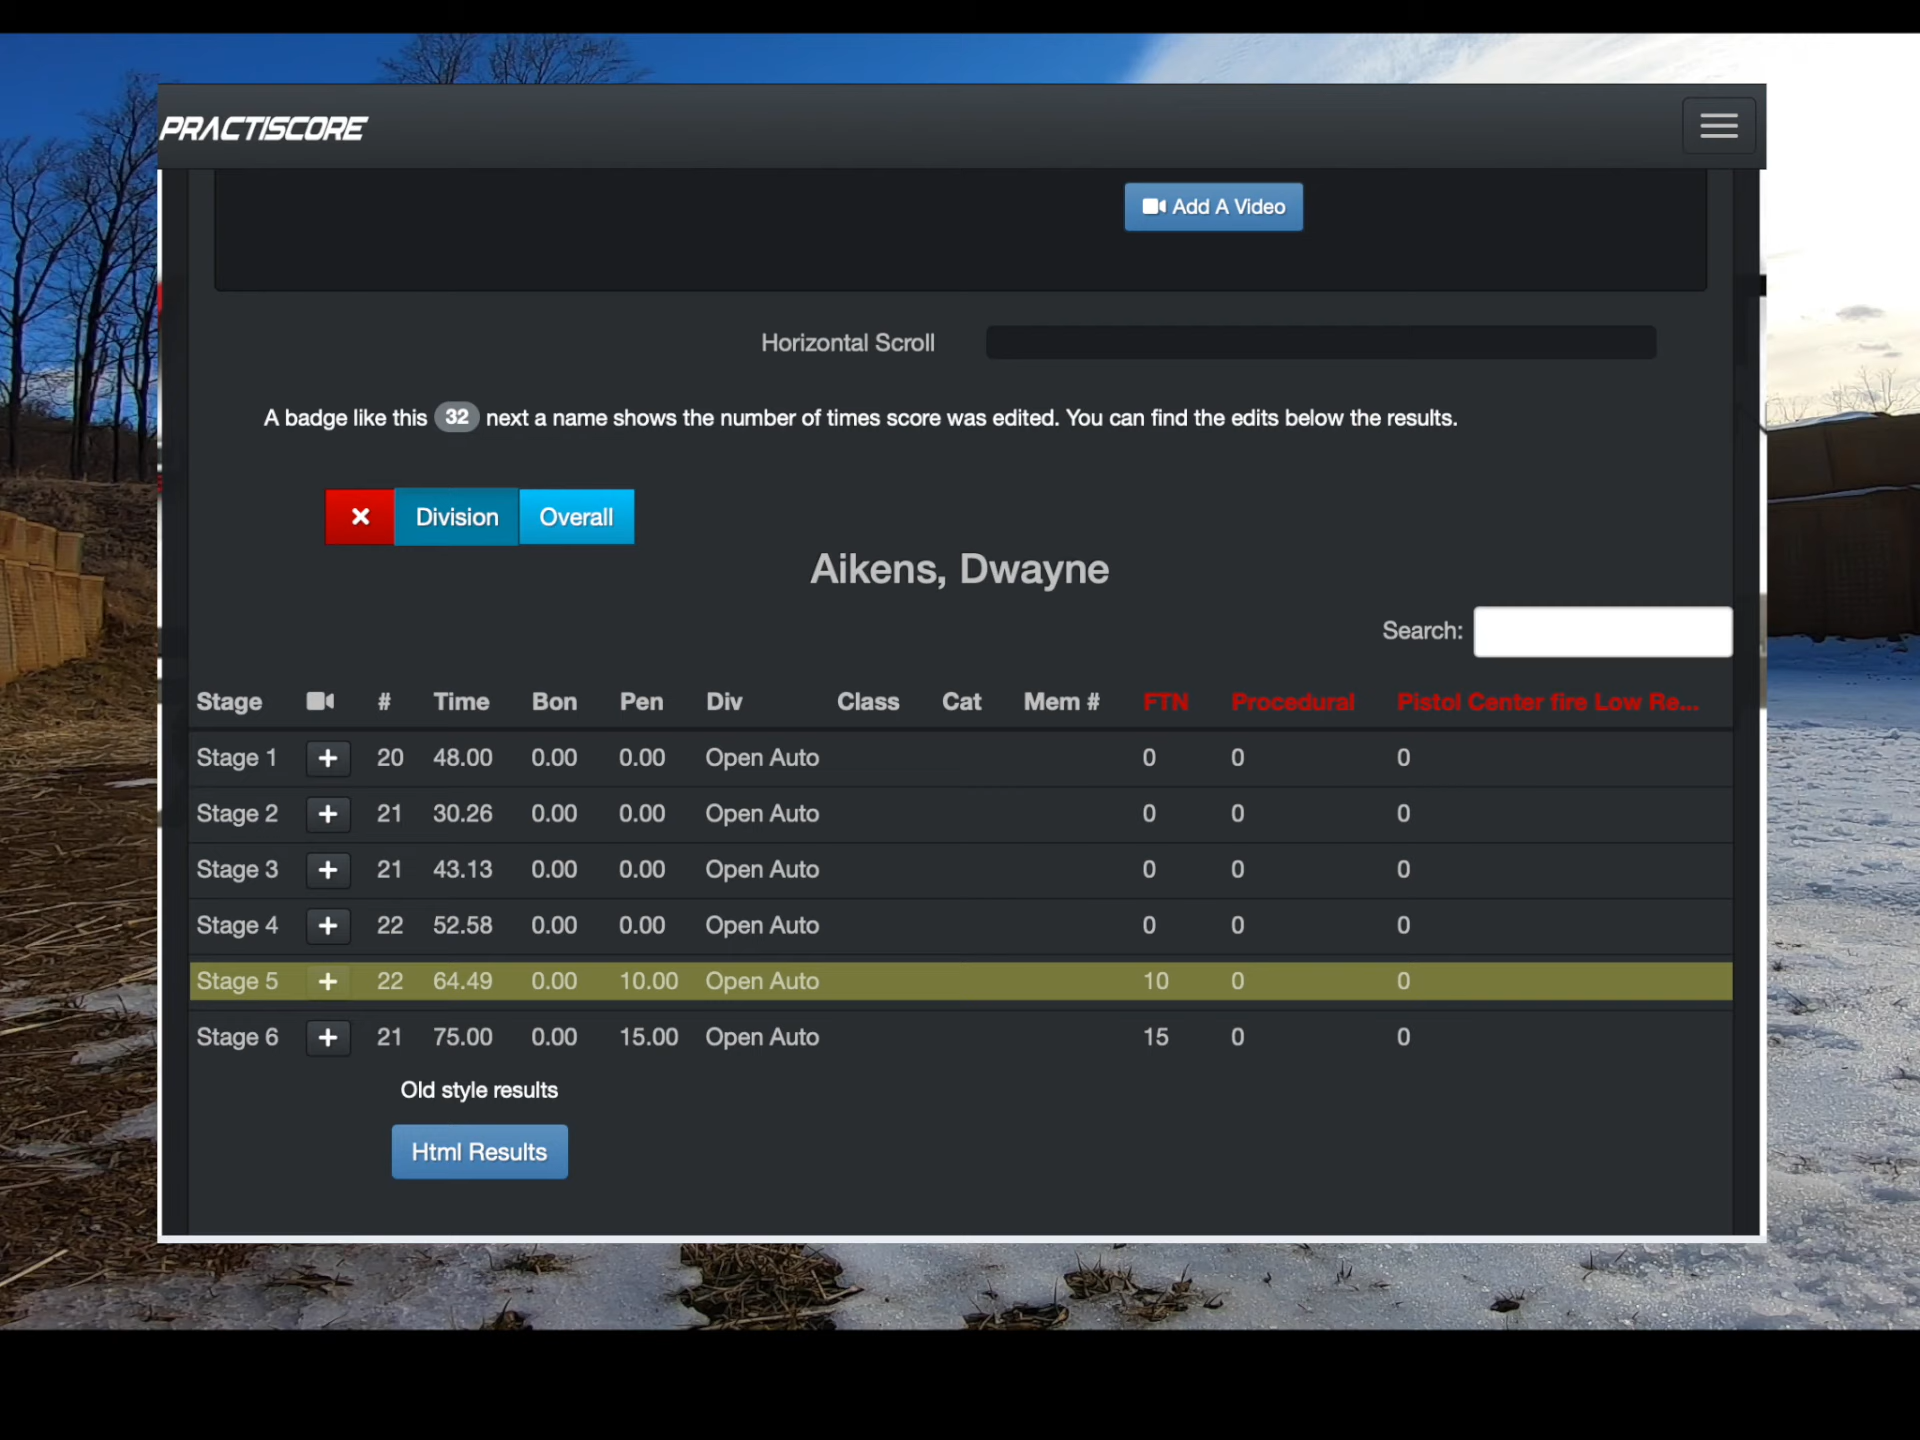 PRACTISCORE
Add A Video
Horizontal Scroll
A badge like this 32 next a name shows the number of times score was edited. You can find the edits below the results.
Division Overall
Aikens, Dwayne
Search:
Stage # Time Bon Pen Div Class Cat Mem # FTN Procedural Pistol Center fire Low Re...
Stage 1 + 20 48.00 0.00 0.00 Open Auto 0 0 0
Stage 2 + 21 30.26 0.00 0.00 Open Auto 0 0 0
Stage 3 + 21 43.13 0.00 0.00 Open Auto 0 0 0
Stage 4 + 22 52.58 0.00 0.00 Open Auto 0 0 0
Stage 5 + 22 64.49 0.00 10.00 Open Auto 10 0 0
Stage 6 + 21 75.00 0.00 15.00 Open Auto 15 0 0
Old style results
Html Results